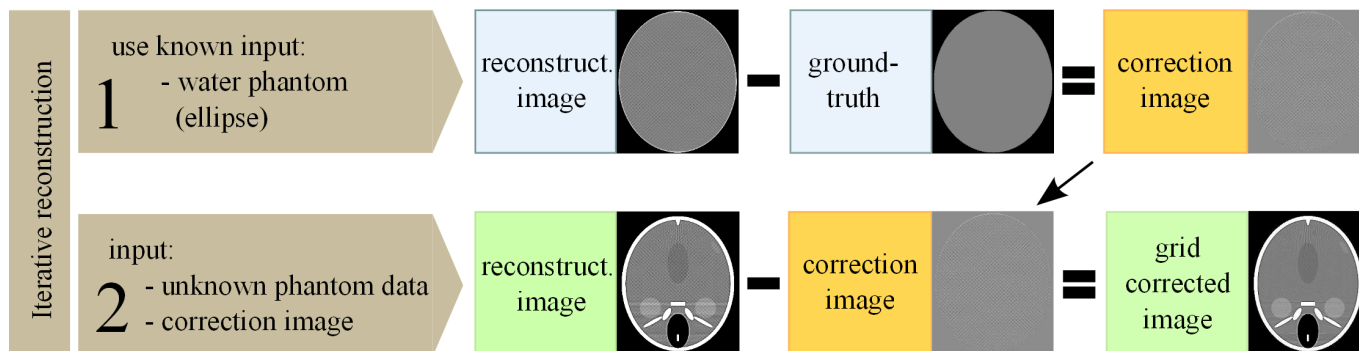 Iterative reconstruction
1
use known input:
- water phantom
(ellipse)
reconstruct.
image
-
ground-
truth
=
correction
image
2
input:
- unknown phantom data
- correction image
reconstruct.
image
-
correction
image
=
grid
corrected
image